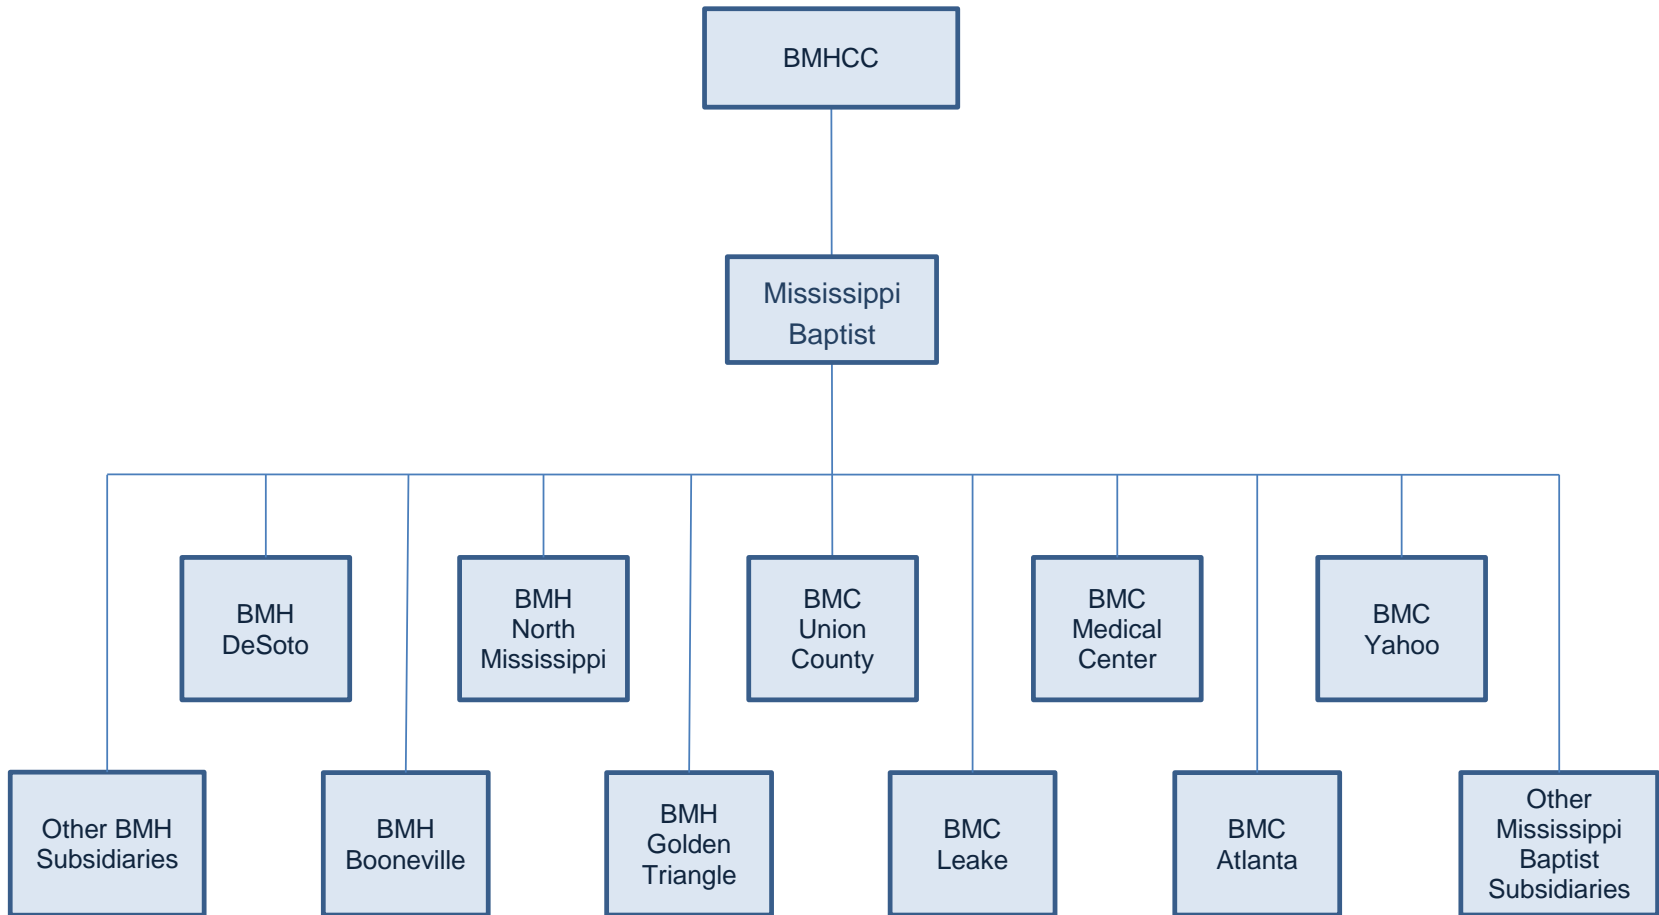 BMHCC
Mississippi
Baptist
BMH
DeSoto
BMH
North
Mississippi
BMC
Union
County
BMC
Medical
Center
BMC
Yahoo
Other BMH
Subsidiaries
BMH
Booneville
BMH
Golden
Triangle
BMC
Leake
BMC
Atlanta
Other
Mississippi
Baptist
Subsidiaries